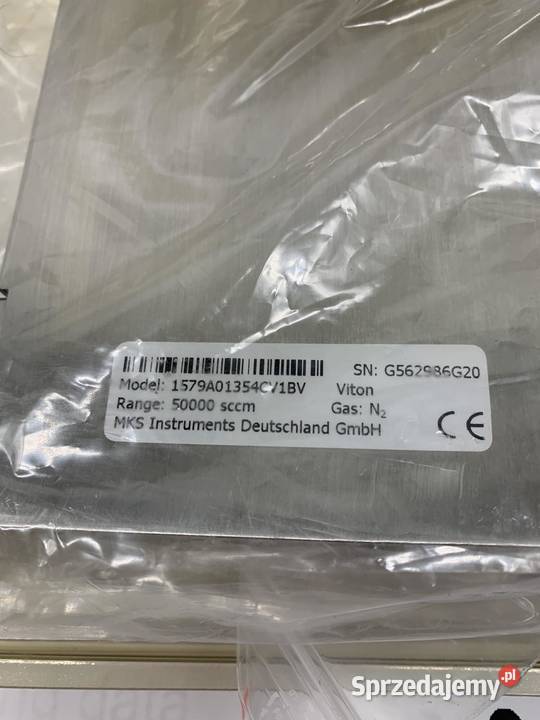 SN: G562986G20
Model: 1579A01354CV1BV Viton
Range: 50000 sccm Gas: N₂
MKS Instruments Deutschland GmbH
CE
Sprzedajemy.pl